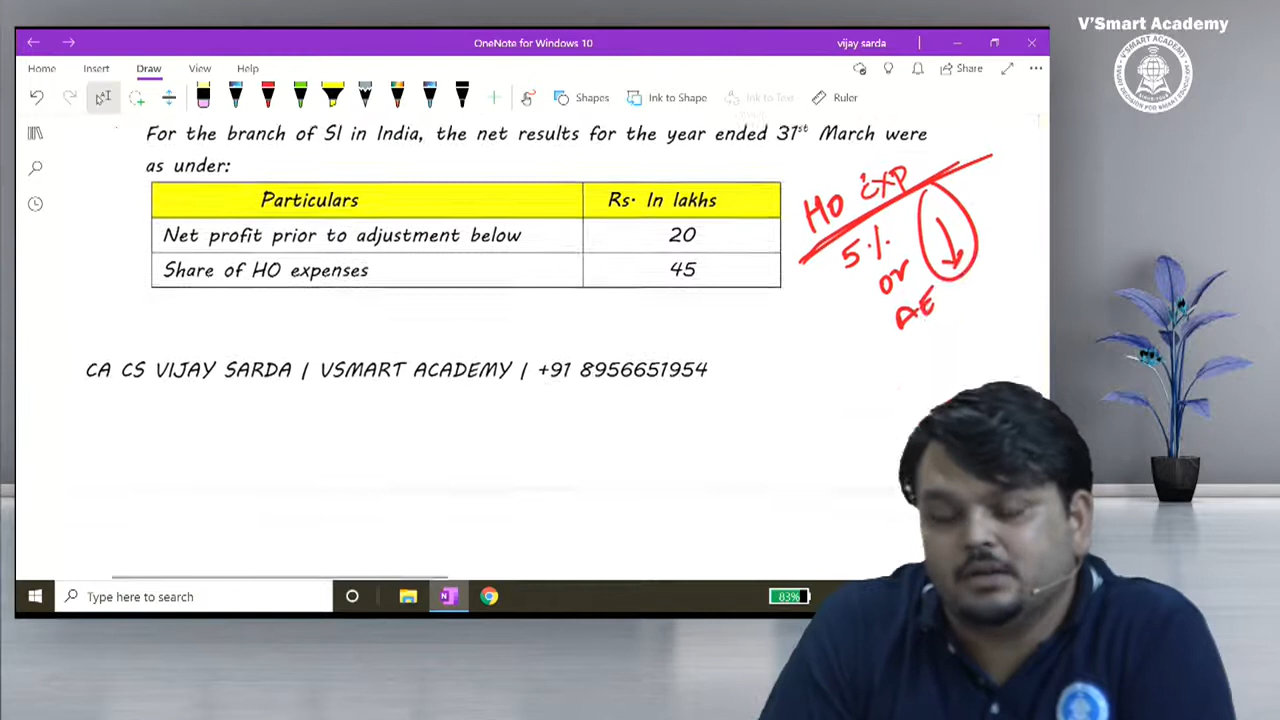 V'Smart Academy
OneNote for Windows 10
vijay sarda
Home Insert Draw View Help
Share
Shapes Ink to Shape Ink to Text Ruler
For the branch of SI in India, the net results for the year ended 31st March were
as under:
Particulars Rs. In lakhs
Net profit prior to adjustment below 20
Share of HO expenses 45
HO Exp
5%
or
AE
CA CS VIJAY SARDA | VSMART ACADEMY | +91 8956651954
Type here to search
83%